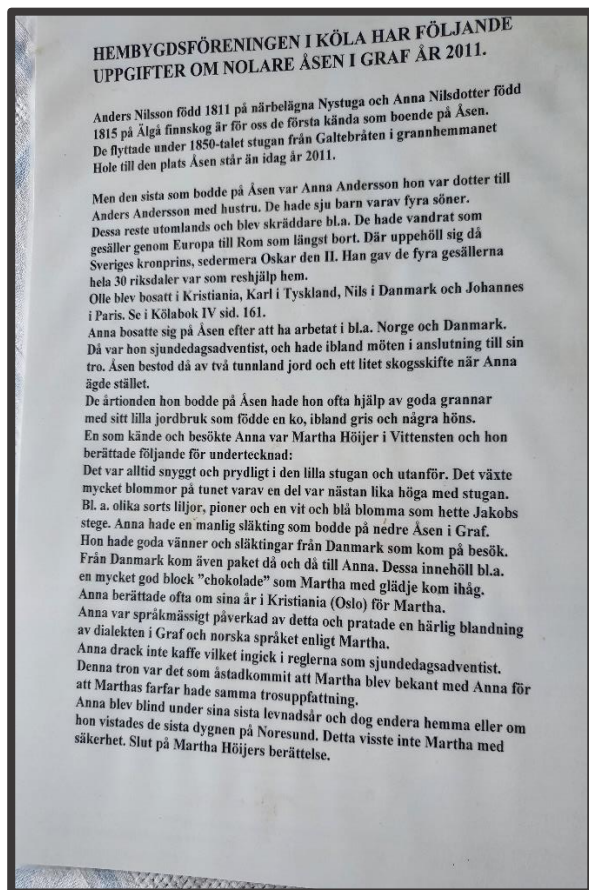 HEMBYGDSFÖRENINGEN I KÖLA HAR FÖLJANDE
UPPGIFTER OM NOLARE ÅSEN I GRAF ÅR 2011.
Anders Nilsson född 1811 på närbelägna Nystuga och Anna Nilsdotter född
1815 på Älgå finnskog är för oss de första kända som boende på Åsen.
De flyttade under 1850-talet stugan från Galtebråten i grannhemmanet
Hole till den plats Åsen står än idag år 2011.
Men den sista som bodde på Åsen var Anna Andersson hon var dotter till
Anders Andersson med hustru. De hade sju barn varav fyra söner.
Dessa reste utomlands och blev skräddare bl.a. De hade vandrat som
gesäller genom Europa till Rom som längst bort. Där uppehöll sig då
Sveriges kronprins, sedermera Oskar den II. Han gav de fyra gesällerna
hela 30 riksdaler var som reshjälp hem.
Olle blev bosatt i Kristiania, Karl i Tyskland, Nils i Danmark och Johannes
i Paris. Se i Kölabok IV sid. 161.
Anna bosatte sig på Åsen efter att ha arbetat i bl.a. Norge och Danmark.
Då var hon sjundedagsadventist, och hade ibland möten i anslutning till sin
tro. Åsen bestod då av två tunnland jord och ett litet skogsskifte när Anna
ägde stället.
De årtionden hon bodde på Åsen hade hon ofta hjälp av goda grannar
med sitt lilla jordbruk som födde en ko, ibland gris och några höns.
En som kände och besökte Anna var Martha Höijer i Vittensten och hon
berättade följande för undertecknad:
Det var alltid snyggt och prydligt i den lilla stugan och utanför. Det växte
mycket blommor på tunet varav en del var nästan lika höga med stugan.
Bl. a. olika sorts liljor, pioner och en vit och blå blomma som hette Jakobs
stege. Anna hade en manlig släkting som bodde på nedre Åsen i Graf.
Hon hade goda vänner och släktingar från Danmark som kom på besök.
Från Danmark kom även paket då och då till Anna. Dessa innehöll bl.a.
en mycket god block ”chokolade” som Martha med glädje kom ihåg.
Anna berättade ofta om sina år i Kristiania (Oslo) för Martha.
Anna var språkmässigt påverkad av detta och pratade en härlig blandning
av dialekten i Graf och norska språket enligt Martha.
Anna drack inte kaffe vilket ingick i reglerna som sjundedagsadventist.
Denna tron var det som åstadkommit att Martha blev bekant med Anna för
att Marthas farfar hade samma trosuppfattning.
Anna blev blind under sina sista levnadsår och dog endera hemma eller om
hon vistades de sista dygnen på Noresund. Detta visste inte Martha med
säkerhet. Slut på Martha Höijers berättelse.